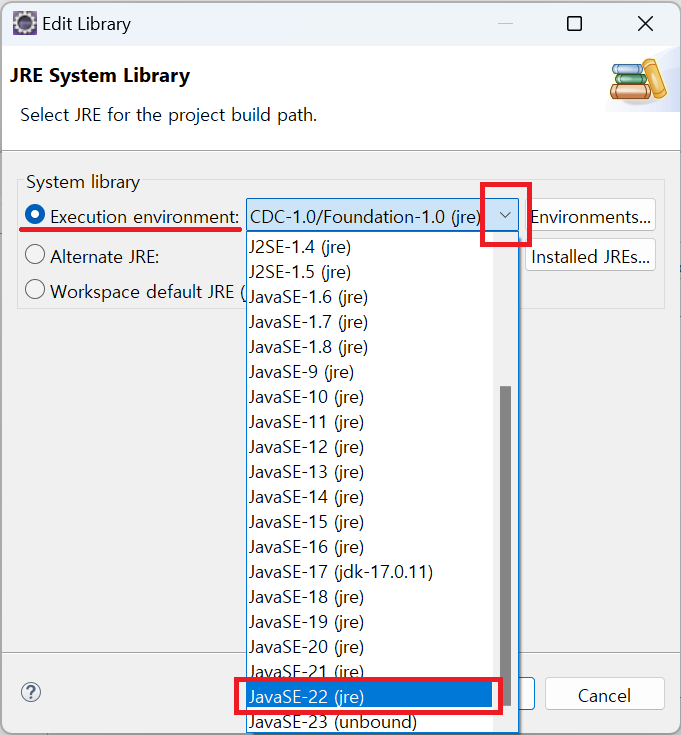 Edit Library
JRE System Library
Select JRE for the project build path.
System library
Execution environment: CDC-1.0/Foundation-1.0 (jre) Environments...
Alternate JRE: Installed JREs...
Workspace default JRE (
J2SE-1.4 (jre)
J2SE-1.5 (jre)
JavaSE-1.6 (jre)
JavaSE-1.7 (jre)
JavaSE-1.8 (jre)
JavaSE-9 (jre)
JavaSE-10 (jre)
JavaSE-11 (jre)
JavaSE-12 (jre)
JavaSE-13 (jre)
JavaSE-14 (jre)
JavaSE-15 (jre)
JavaSE-16 (jre)
JavaSE-17 (jdk-17.0.11)
JavaSE-18 (jre)
JavaSE-19 (jre)
JavaSE-20 (jre)
JavaSE-21 (jre)
JavaSE-22 (jre)
JavaSE-23 (unbound)
? Cancel